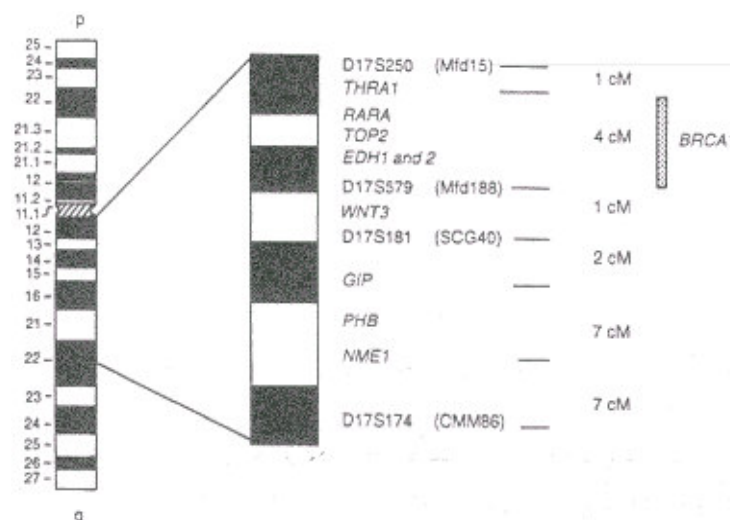 p
25
24
23
22
21.3
21.2
21.1
12
11.2
11.1
12
13
14
15
16
21
22
23
24
25
26
27
q
D17S250 (Mfd15)
1 cM
THRA1
RARA
TOP2
4 cM
BRCA1
EDH1 and 2
D17S579 (Mfd188)
1 cM
WNT3
D17S181 (SCG40)
2 cM
GIP
PHB
7 cM
NME1
7 cM
D17S174 (CMM86)